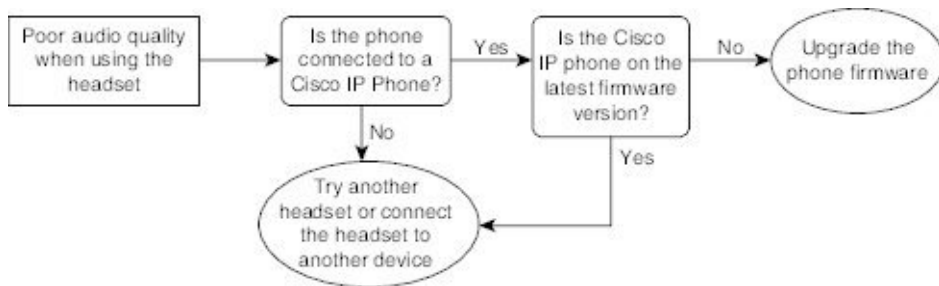 Poor audio quality
when using the
headset
Is the phone
connected to a
Cisco IP Phone?
Yes
Is the Cisco
IP phone on the
latest firmware
version?
No
Upgrade the
phone firmware
No
Yes
Try another
headset or connect
the headset to
another device